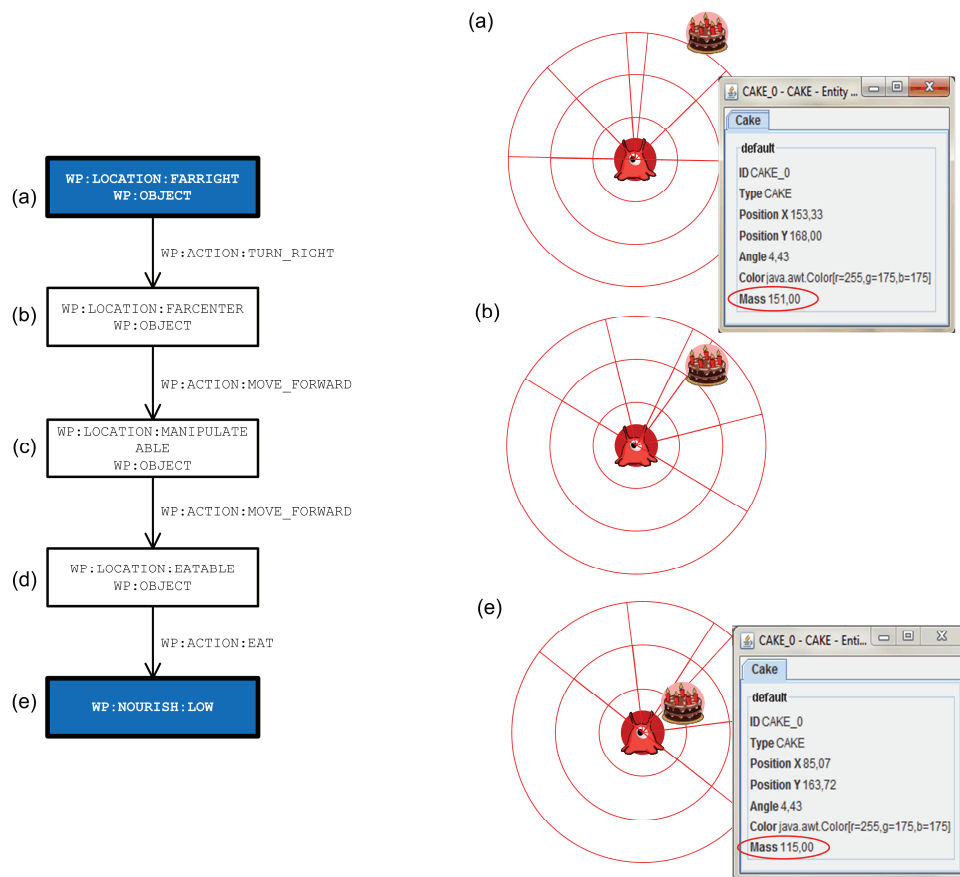 (a)
WP:LOCATION:FARRIGHT
WP:OBJECT
WP:ACTION:TURN_RIGHT
(b)
WP:LOCATION:FARCENTER
WP:OBJECT
WP:ACTION:MOVE_FORWARD
(c)
WP:LOCATION:MANIPULATE
ABLE
WP:OBJECT
WP:ACTION:MOVE_FORWARD
(d)
WP:LOCATION:EATABLE
WP:OBJECT
WP:ACTION:EAT
(e)
WP:NOURISH:LOW
(a)
CAKE_0 - CAKE - Entity ...
Cake
default
ID CAKE_0
Type CAKE
Position X 153,33
Position Y 168,00
Angle 4,43
Color java.awt.Color[r=255,g=175,b=175]
Mass 151,00
(b)
(e)
CAKE_0 - CAKE - Enti...
Cake
default
ID CAKE_0
Type CAKE
Position X 85,07
Position Y 163,72
Angle 4,43
Color java.awt.Color[r=255,g=175,b=175]
Mass 115,00